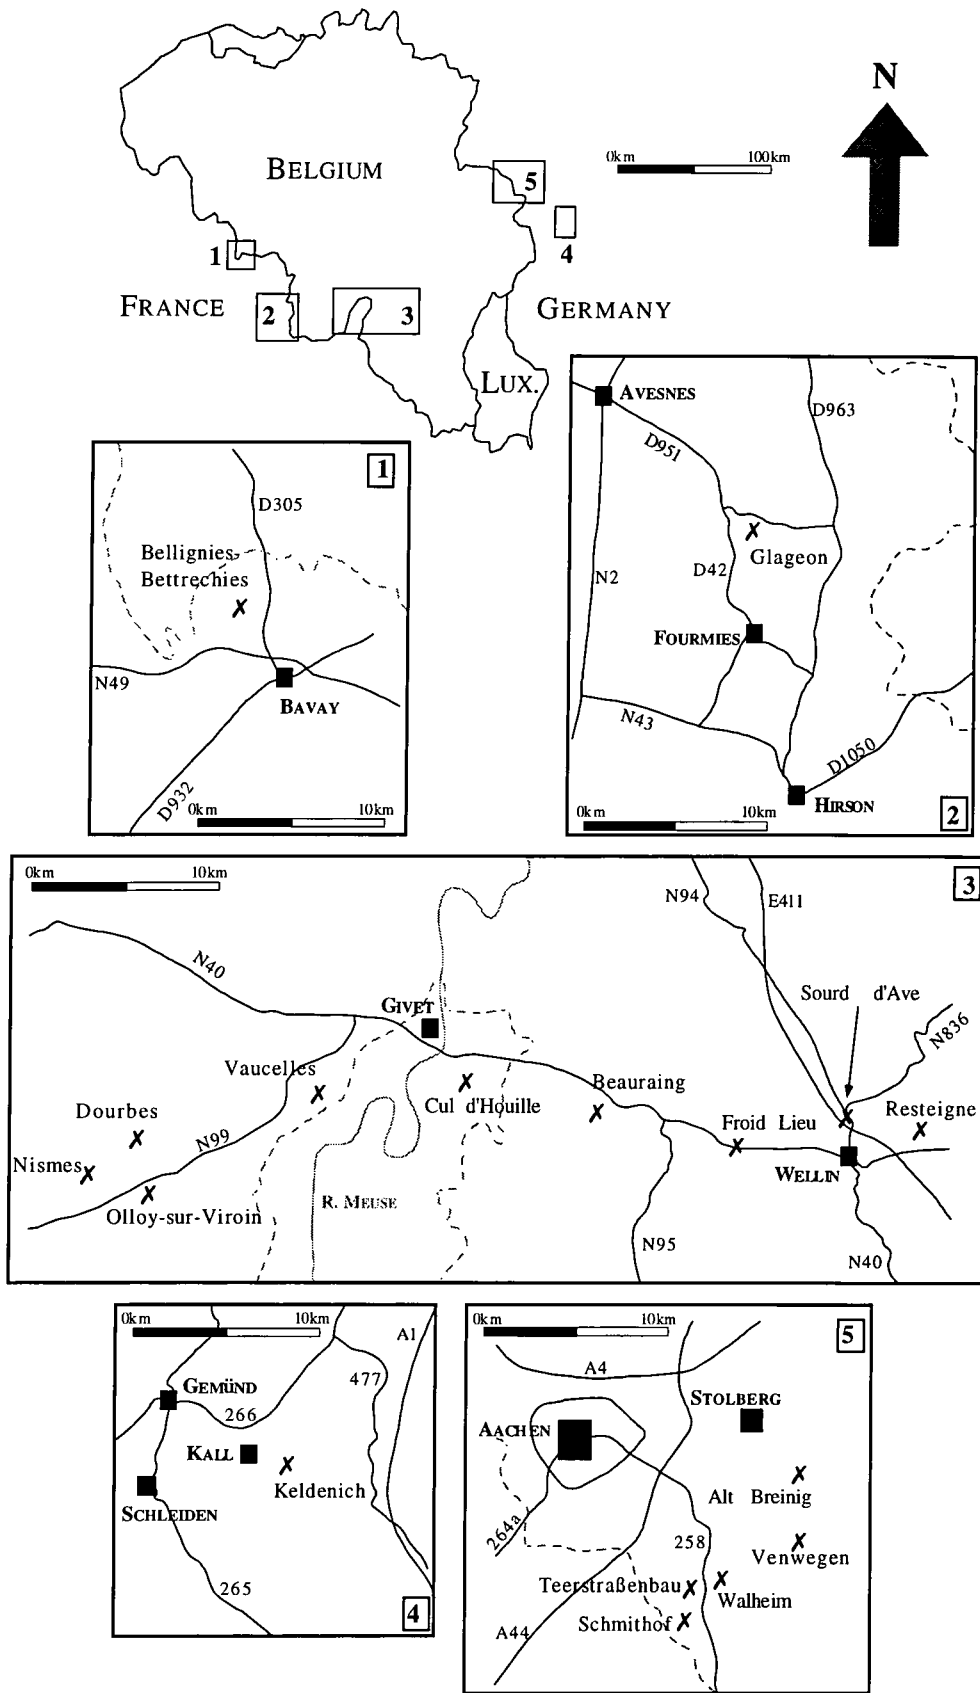 N
0km 100km
BELGIUM
5
4
1
FRANCE
2
3
GERMANY
LUX.
1
D305
Bellignies-
Bettrechies
N49
BAVAY
D932
0km 10km
AVESNES
D963
D951
Glageon
D42
N2
FOURMIES
N43
D1050
HIRSON
0km 10km
2
0km 10km
3
N94
E411
N40
GIVET
Sourd d'Ave
N836
Vaucelles
Cul d'Houille
Beauraing
Dourbes
Froid Lieu
Resteigne
N99
Nismes
WELLIN
Olloy-sur-Viroin
R. MEUSE
N95
N40
0km 10km
A1
GEMÜND
477
266
KALL
Keldenich
SCHLEIDEN
265
4
0km 10km
5
A4
STOLBERG
AACHEN
Alt Breinig
264a
258
Venwegen
Teerstraßenbau
Walheim
Schmithof
A44